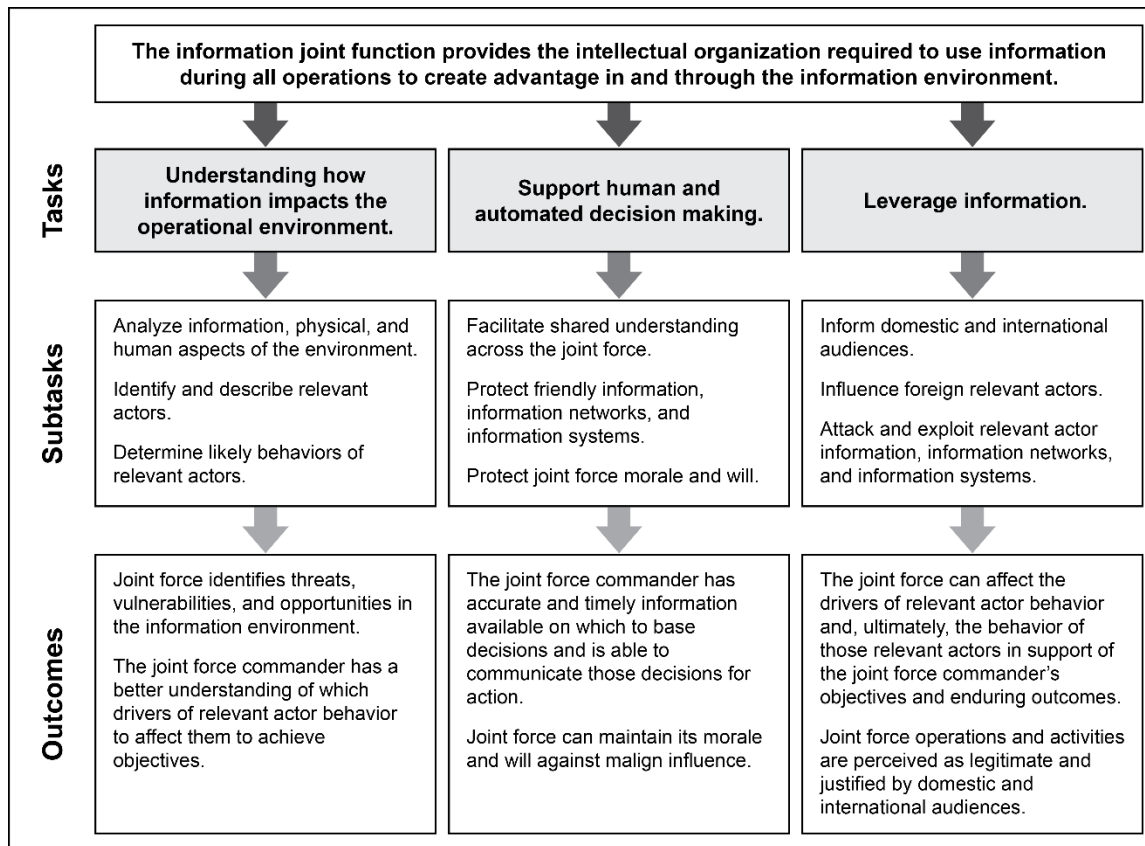 The information joint function provides the intellectual organization required to use information
during all operations to create advantage in and through the information environment.
Tasks
Understanding how
information impacts the
operational environment.
Support human and
automated decision making.
Leverage information.
Subtasks
Analyze information, physical, and
human aspects of the environment.
Identify and describe relevant
actors.
Determine likely behaviors of
relevant actors.
Facilitate shared understanding
across the joint force.
Protect friendly information,
information networks, and
information systems.
Protect joint force morale and will.
Inform domestic and international
audiences.
Influence foreign relevant actors.
Attack and exploit relevant actor
information, information networks,
and information systems.
Outcomes
Joint force identifies threats,
vulnerabilities, and opportunities in
the information environment.
The joint force commander has a
better understanding of which
drivers of relevant actor behavior
to affect them to achieve
objectives.
The joint force commander has
accurate and timely information
available on which to base
decisions and is able to
communicate those decisions for
action.
Joint force can maintain its morale
and will against malign influence.
The joint force can affect the
drivers of relevant actor behavior
and, ultimately, the behavior of
those relevant actors in support of
the joint force commander’s
objectives and enduring outcomes.
Joint force operations and activities
are perceived as legitimate and
justified by domestic and
international audiences.